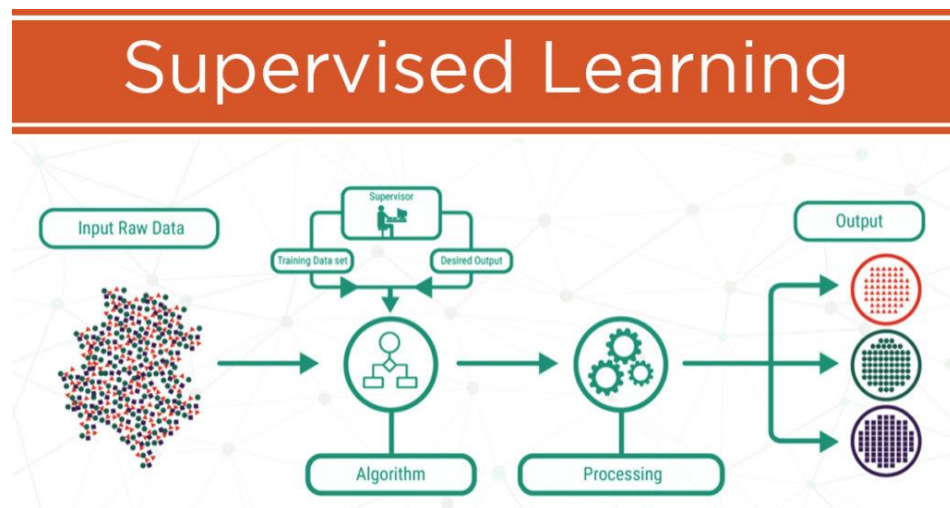 Supervised Learning
Supervisor
Input Raw Data
Output
Training Data set
Desired Output
Algorithm
Processing